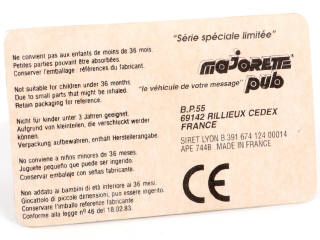 Ne convient pas aux enfants de moins de 36 mois.
Petites parties pouvant être absorbées.
Conserver l'emballage : références du fabricant.
Not suitable for children under 36 months.
Due to small parts that might be inhaled.
Retain packaging for reference.
Nicht für kinder unter 3 Jahren geeignet.
Aufgrund von kleinteilen, die verschluckt werder
können.
Verpackung aufbewahren, enthält Herstellerangabe.
No conviene a niños minores de 36 mois.
Juguete pequeño que puede ser ingerido.
Conservar embalaje con señas fabricante.
Non addato ai bambini di età inferiore ai 36 mesi.
Giocattolo di piccole dimensioni, puo essere ingerito.
Conservare l'imballo referenze fabbricante
Conforme alla legge n° 46 del 18.02.83.
"Série spéciale limitée"
majorette
"le véhicule de votre message" pub
B.P.55
69142 RILLIEUX CEDEX
FRANCE
SIRET LYON B 391 674 124 00014
APE 744B MADE IN FRANCE
CE